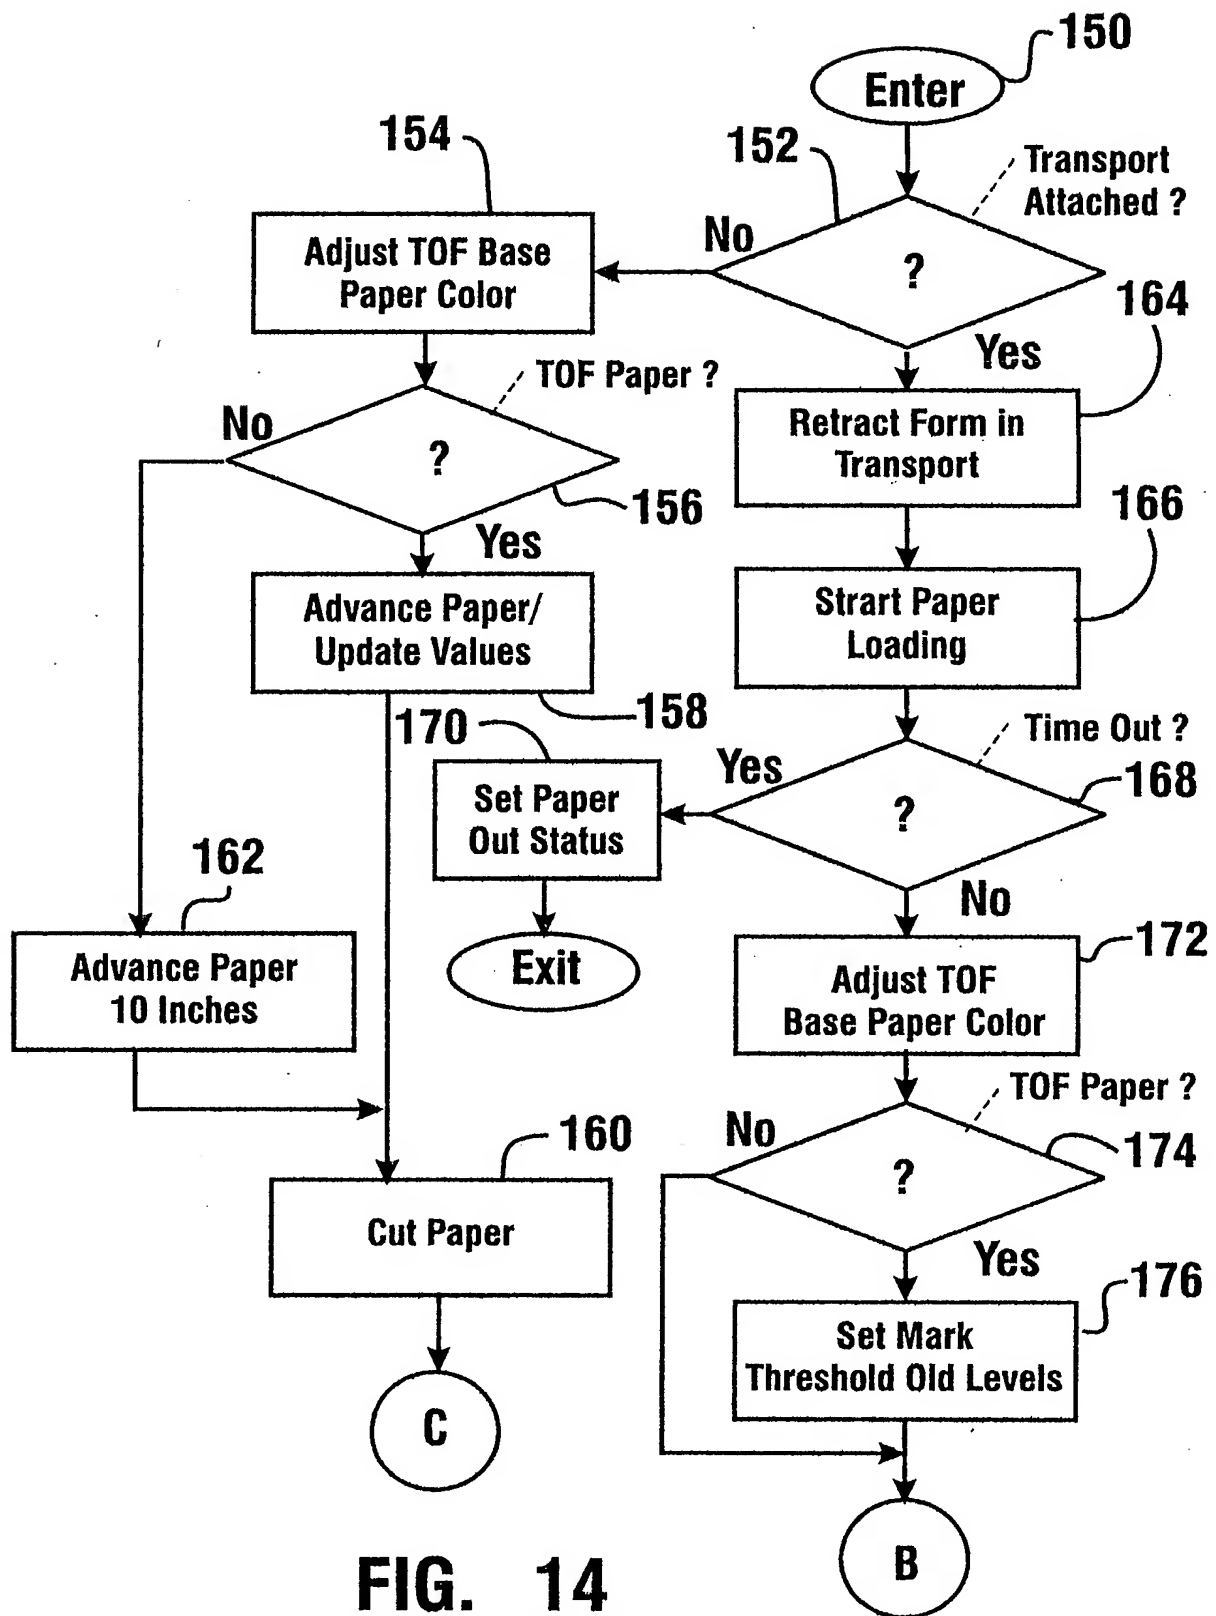 150
Enter
154
152
Transport
Attached ?
No
Adjust TOF Base
Paper Color
?
164
Yes
TOF Paper ?
No
Retract Form in
Transport
?
156
166
Yes
Advance Paper/
Update Values
Strart Paper
Loading
158
170
Time Out ?
Yes
168
Set Paper
Out Status
?
162
No
172
Exit
Advance Paper
10 Inches
Adjust TOF
Base Paper Color
TOF Paper ?
160
No
174
?
Cut Paper
Yes
176
Set Mark
Threshold Old Levels
C
B
FIG. 14